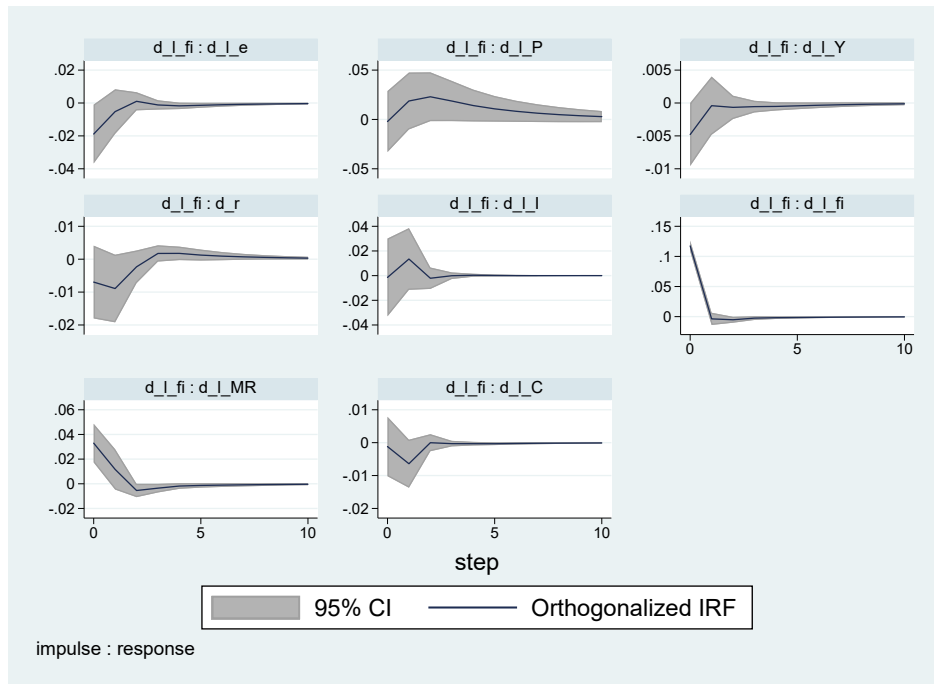 d_l_fi : d_l_e
.02
0
-.02
-.04
d_l_fi : d_l_P
.05
0
-.05
d_l_fi : d_l_Y
.005
0
-.005
-.01
d_l_fi : d_r
.01
0
-.01
-.02
d_l_fi : d_l_I
.04
.02
0
-.02
-.04
d_l_fi : d_l_fi
.15
.1
.05
0
0 5 10
d_l_fi : d_l_MR
.06
.04
.02
0
-.02
0 5 10
d_l_fi : d_l_C
.01
0
-.01
-.02
0 5 10
step
95% CI Orthogonalized IRF
impulse : response